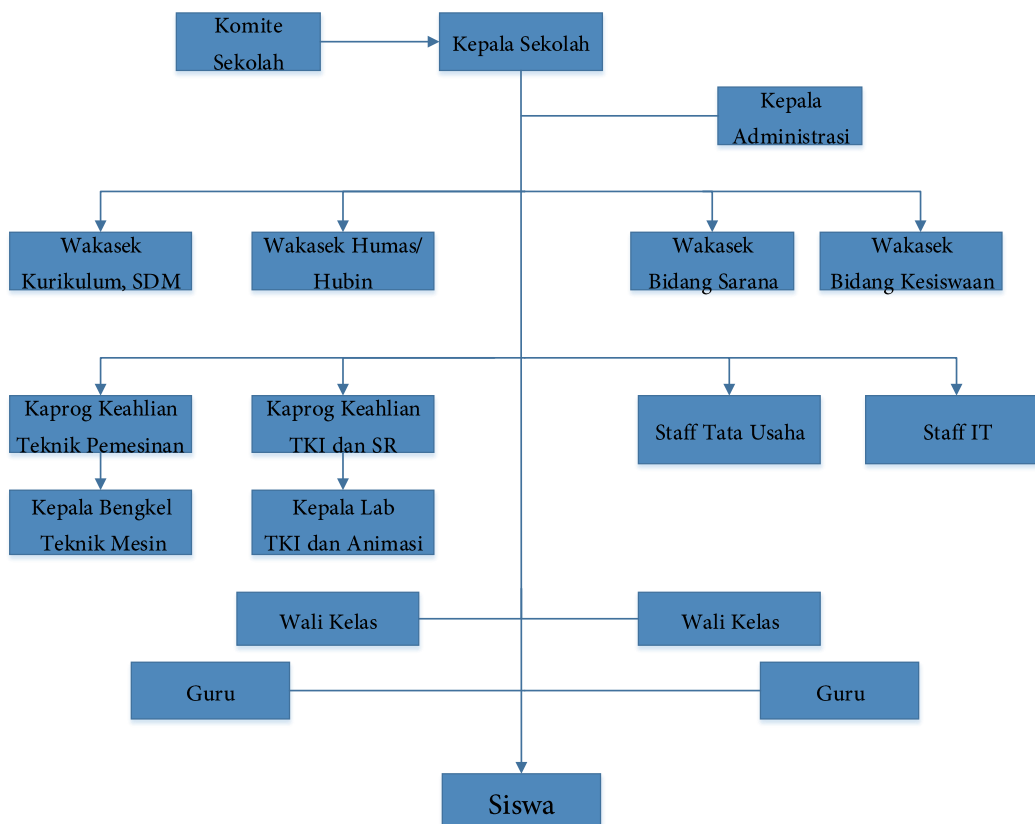 Komite
Sekolah
Kepala Sekolah
Kepala
Administrasi
Wakasek
Kurikulum, SDM
Wakasek Humas/
Hubin
Wakasek
Bidang Sarana
Wakasek
Bidang Kesiswaan
Kaprog Keahlian
Teknik Pemesinan
Kaprog Keahlian
TKI dan SR
Staff Tata Usaha
Staff IT
Kepala Bengkel
Teknik Mesin
Kepala Lab
TKI dan Animasi
Wali Kelas
Wali Kelas
Guru
Guru
Siswa